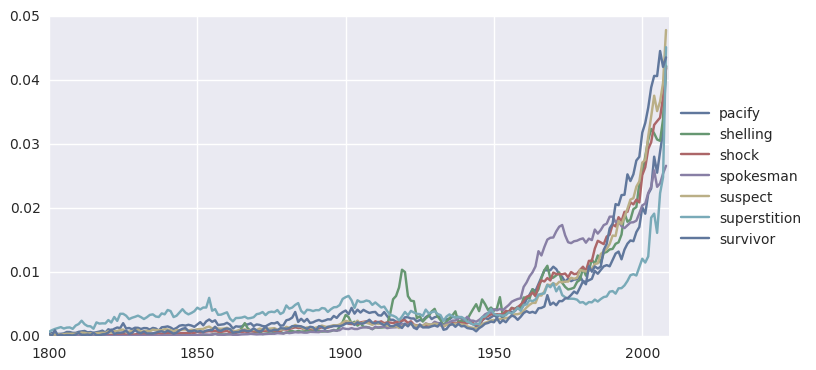 0.05
0.04
0.03
0.02
0.01
0.00
1800 1850 1900 1950 2000
pacify
shelling
shock
spokesman
suspect
superstition
survivor